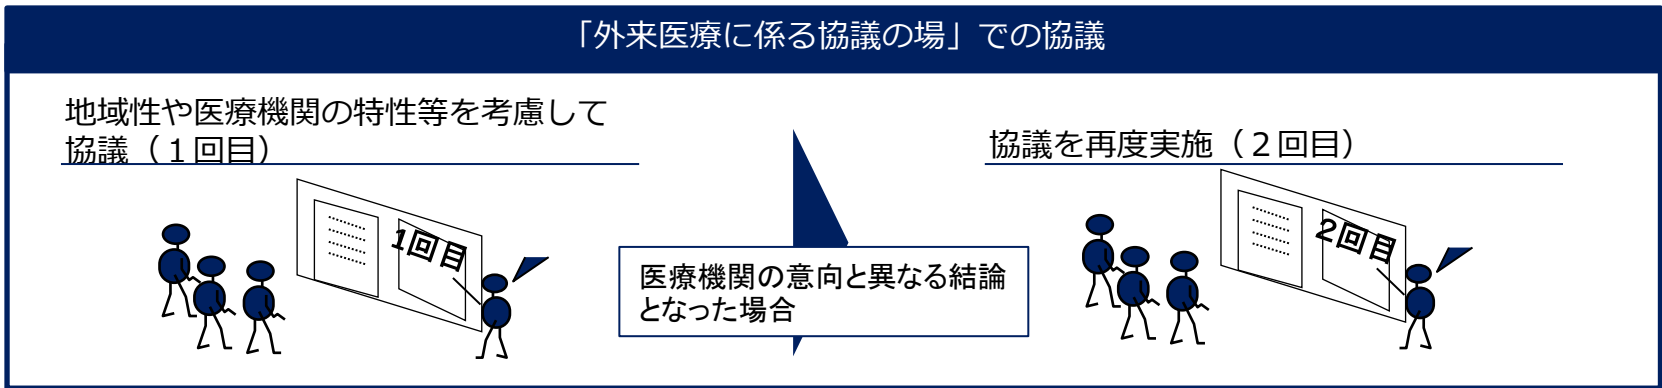 「外来医療に係る協議の場」での協議
地域性や医療機関の特性等を考慮して
協議（１回目）
1回目
医療機関の意向と異なる結論
となった場合
協議を再度実施（２回目）
2回目